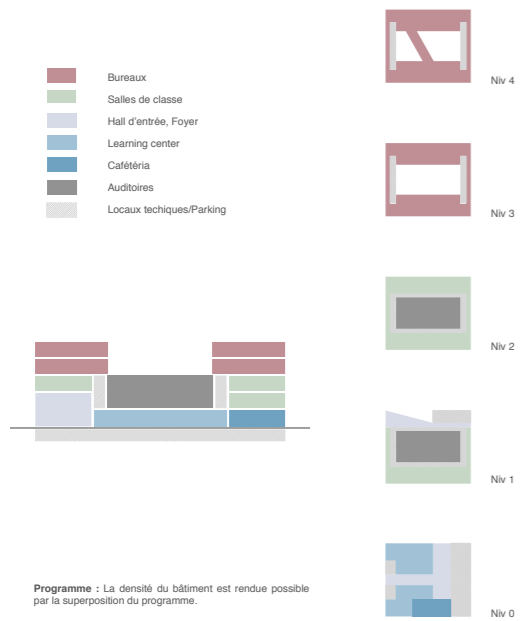 Bureaux
Salles de classe
Hall d'entrée, Foyer
Learning center
Cafétéria
Auditoires
Locaux techiques/Parking
Niv 4
Niv 3
Niv 2
Niv 1
Niv 0
Programme : La densité du bâtiment est rendue possible
par la superposition du programme.